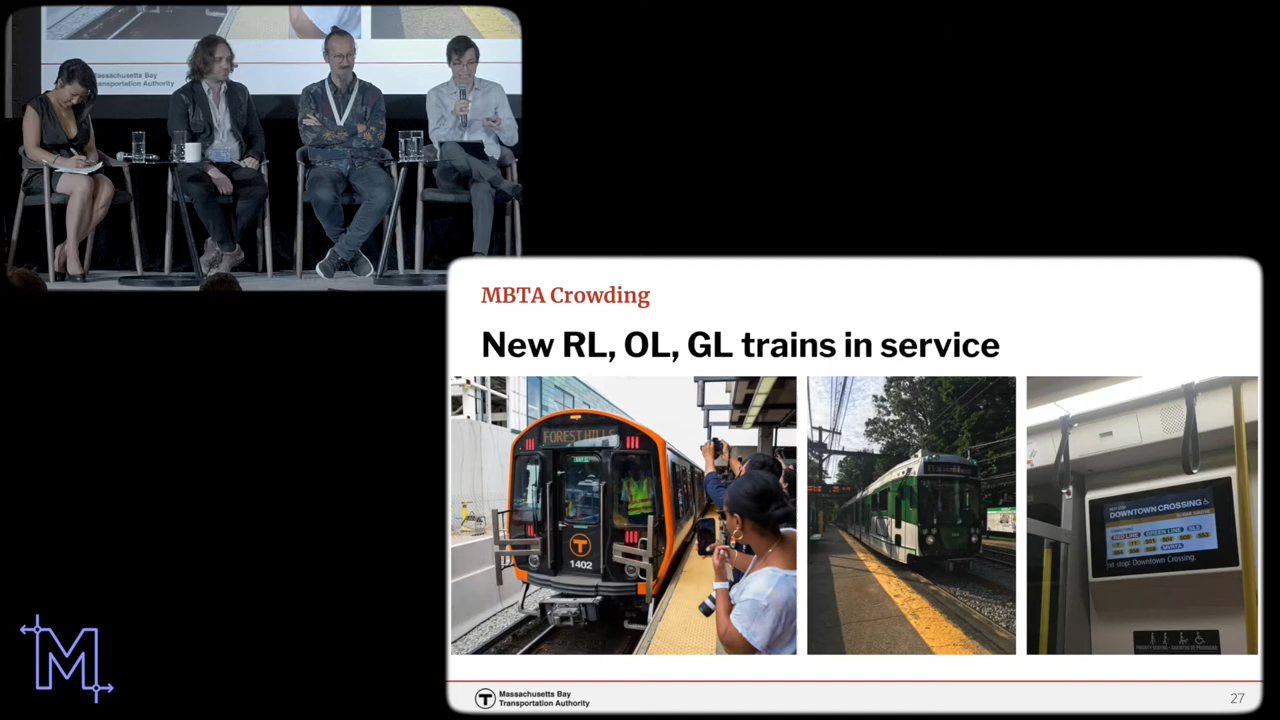 Massachusetts Bay
Transportation Authority
MBTA Crowding
New RL, OL, GL trains in service
FOREST HILLS
T
1402
DOWNTOWN CROSSING
RED LINE GREEN LINE SL5
next stop: Downtown Crossing.
T
Massachusetts Bay
Transportation Authority
27
M